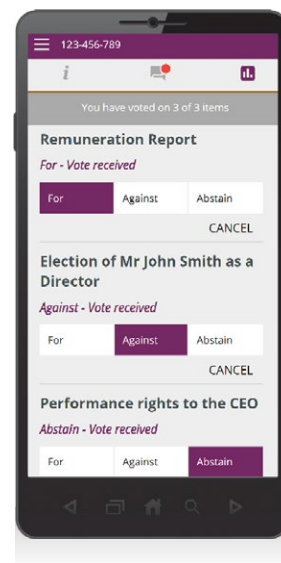 123-456-789
i
You have voted on 3 of 3 items
Remuneration Report
For - Vote received
For Against Abstain
CANCEL
Election of Mr John Smith as a
Director
Against - Vote received
For Against Abstain
CANCEL
Performance rights to the CEO
Abstain - Vote received
For Against Abstain